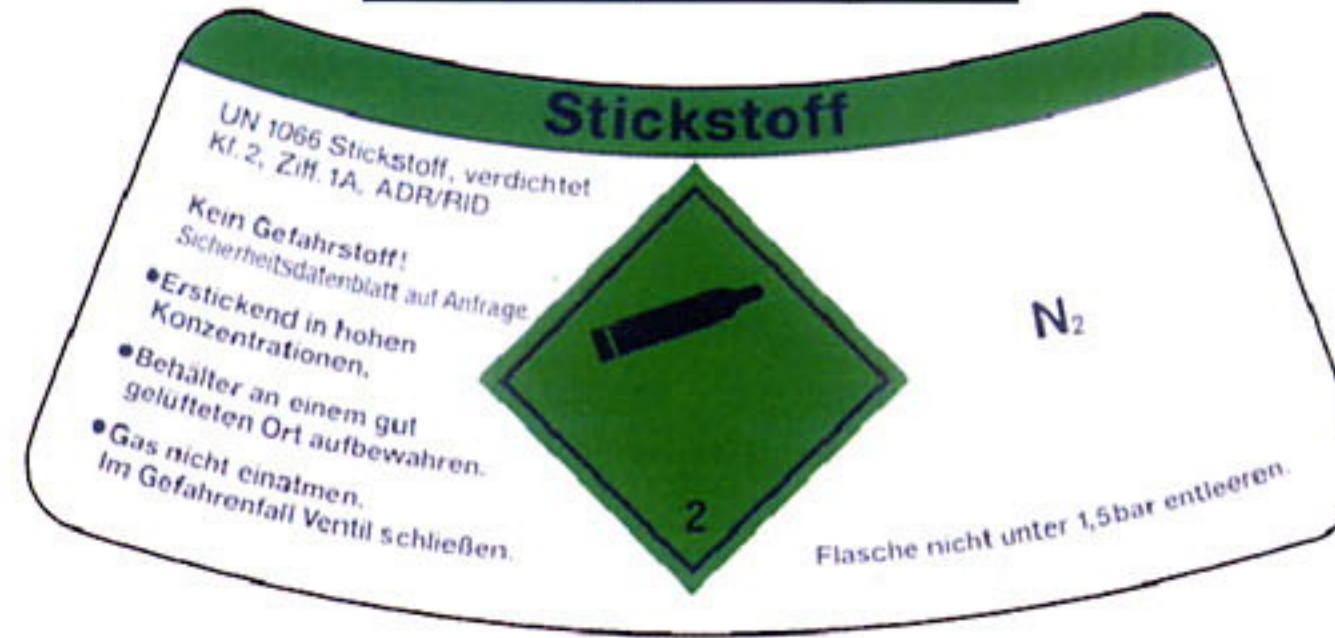 Stickstoff
UN 1066 Stickstoff, verdichtet
Kl. 2, Ziff. 1A, ADR/RID
Kein Gefahrstoff!
Sicherheitsdatenblatt auf Anfrage
●Erstickend in hohen
Konzentrationen.
●Behälter an einem gut
gelüfteten Ort aufbewahren.
●Gas nicht einatmen.
Im Gefahrenfall Ventil schließen.
2
N₂
Flasche nicht unter 1,5bar entleeren.